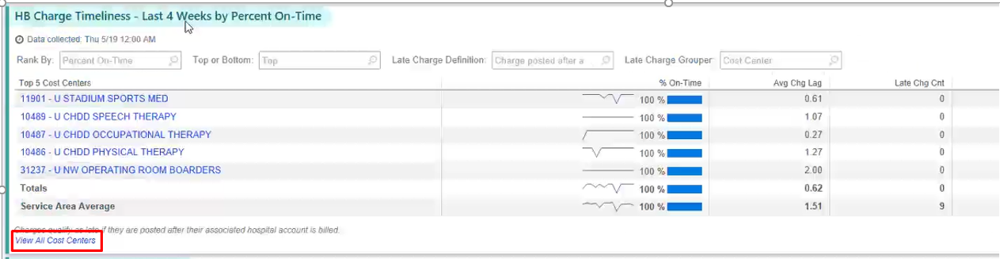 HB Charge Timeliness - Last 4 Weeks by Percent On-Time
Data collected: Thu 5/19 12:00 AM
Rank By: Percent On-Time Top or Bottom: Top Late Charge Definition: Charge posted after a Late Charge Grouper: Cost Center
Top 5 Cost Centers % On-Time Avg Chg Lag Late Chg Cnt
11901 - U STADIUM SPORTS MED 100 % 0.61 0
10489 - U CHDD SPEECH THERAPY 100 % 1.07 0
10487 - U CHDD OCCUPATIONAL THERAPY 100 % 0.27 0
10486 - U CHDD PHYSICAL THERAPY 100 % 1.27 0
31237 - U NW OPERATING ROOM BOARDERS 100 % 2.00 0
Totals 100 % 0.62 0
Service Area Average 100 % 1.51 9
Charges qualify as late if they are posted after their associated hospital account is billed.
View All Cost Centers